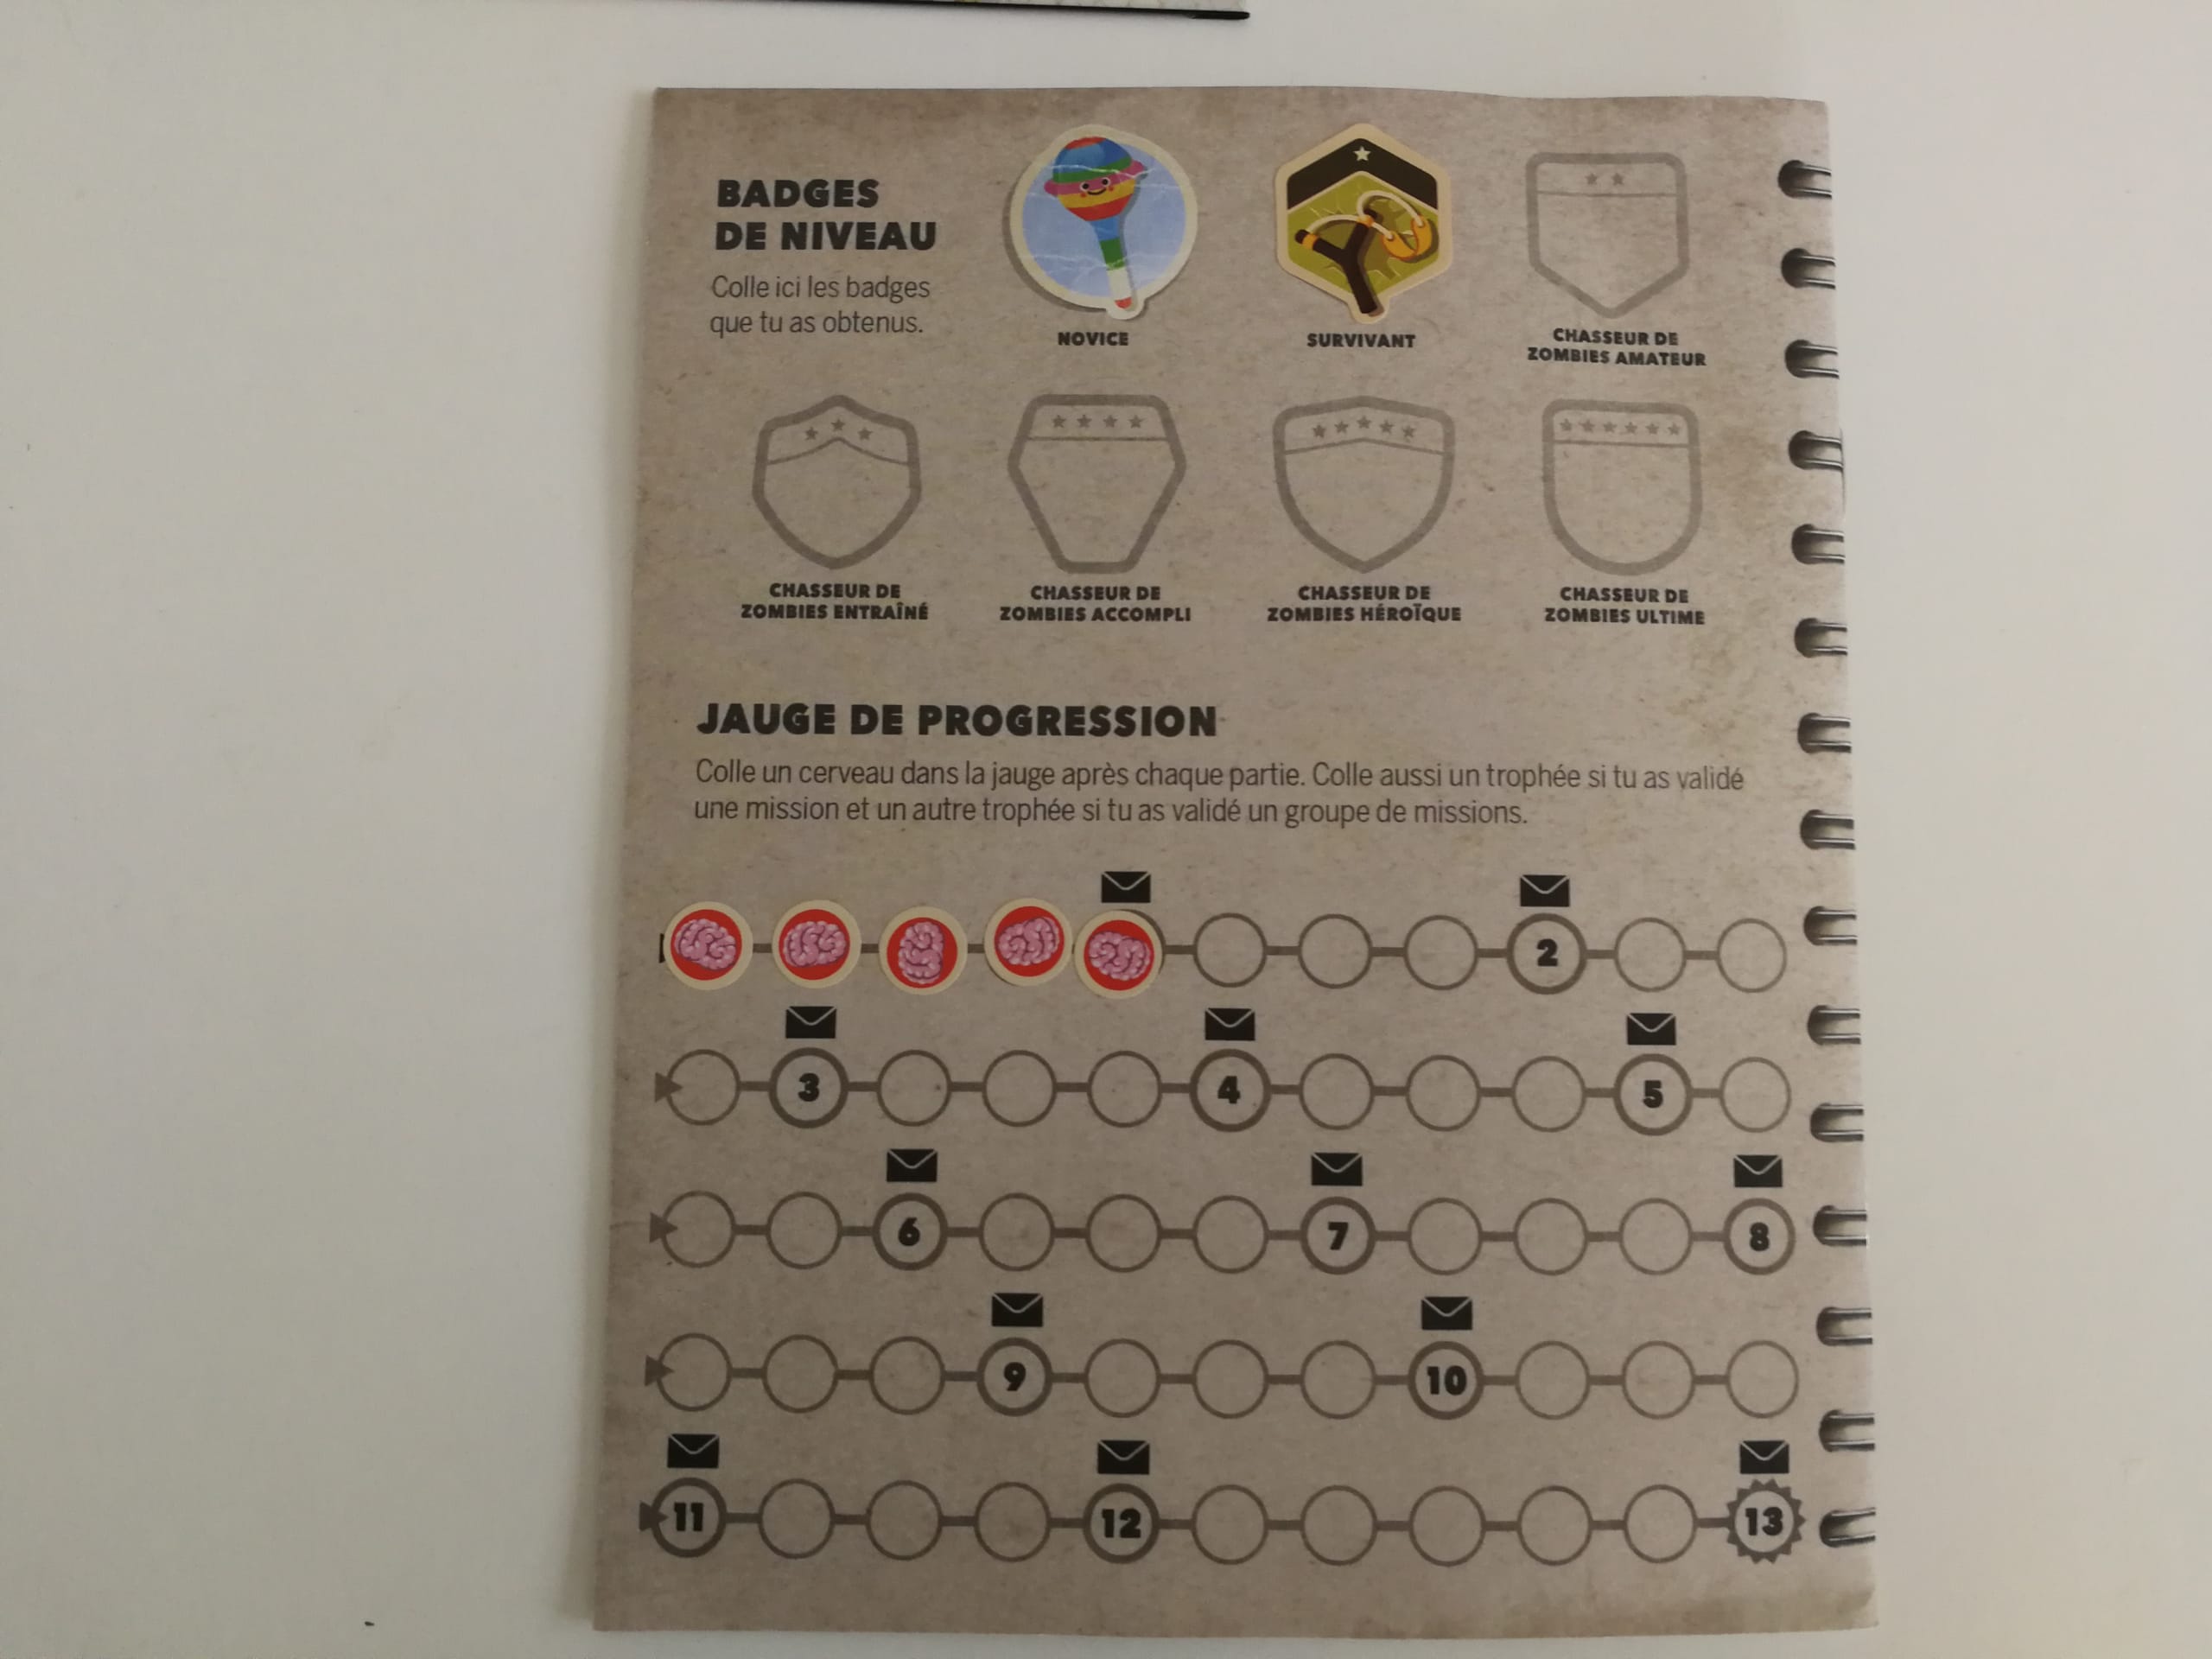 BADGES
DE NIVEAU
Colle ici les badges
que tu as obtenus.
NOVICE
SURVIVANT
CHASSEUR DE
ZOMBIES AMATEUR
CHASSEUR DE
ZOMBIES ENTRAÎNÉ
CHASSEUR DE
ZOMBIES ACCOMPLI
CHASSEUR DE
ZOMBIES HÉROÏQUE
CHASSEUR DE
ZOMBIES ULTIME
JAUGE DE PROGRESSION
Colle un cerveau dans la jauge après chaque partie. Colle aussi un trophée si tu as validé
une mission et un autre trophée si tu as validé un groupe de missions.
2
3 4 5
6 7 8
9 10
11 12 13